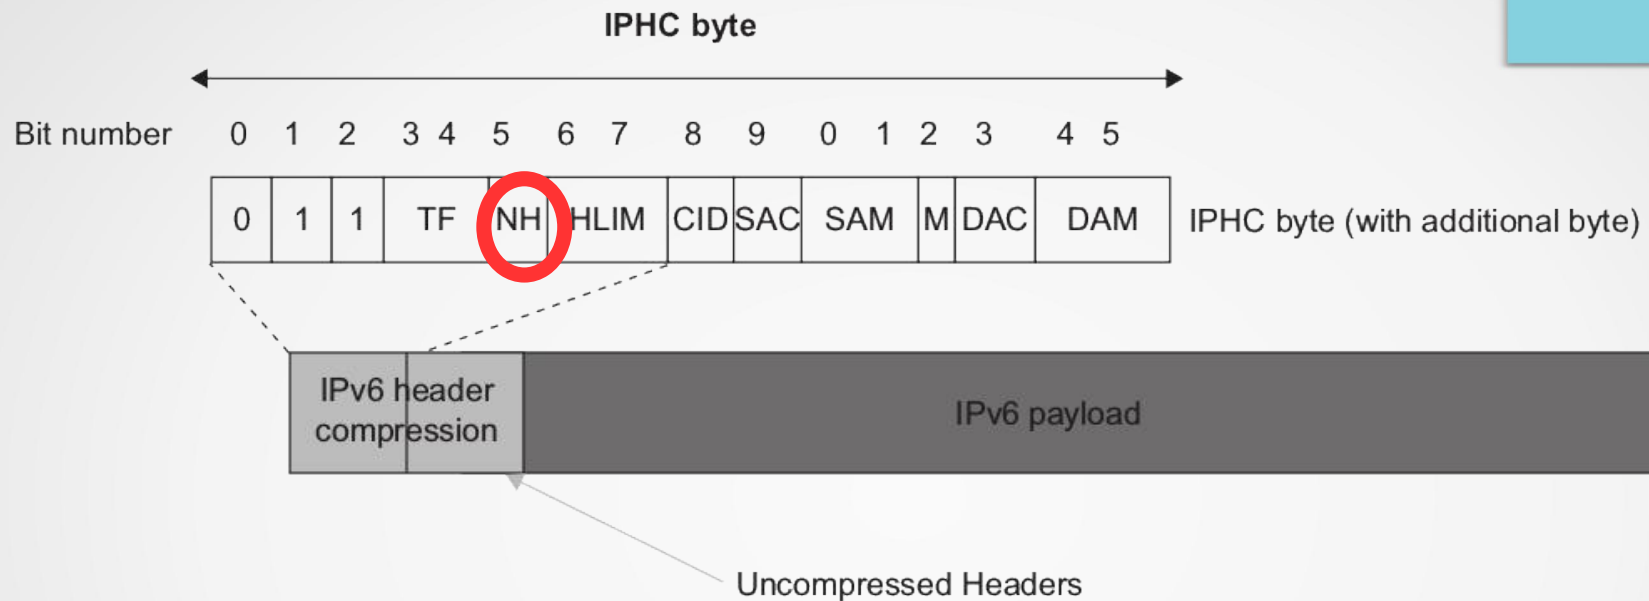 IPHC byte
Bit number 0 1 2 3 4 5 6 7 8 9 0 1 2 3 4 5
0 1 1 TF NH HLIM CID SAC SAM M DAC DAM IPHC byte (with additional byte)
IPv6 header
compression
IPv6 payload
Uncompressed Headers